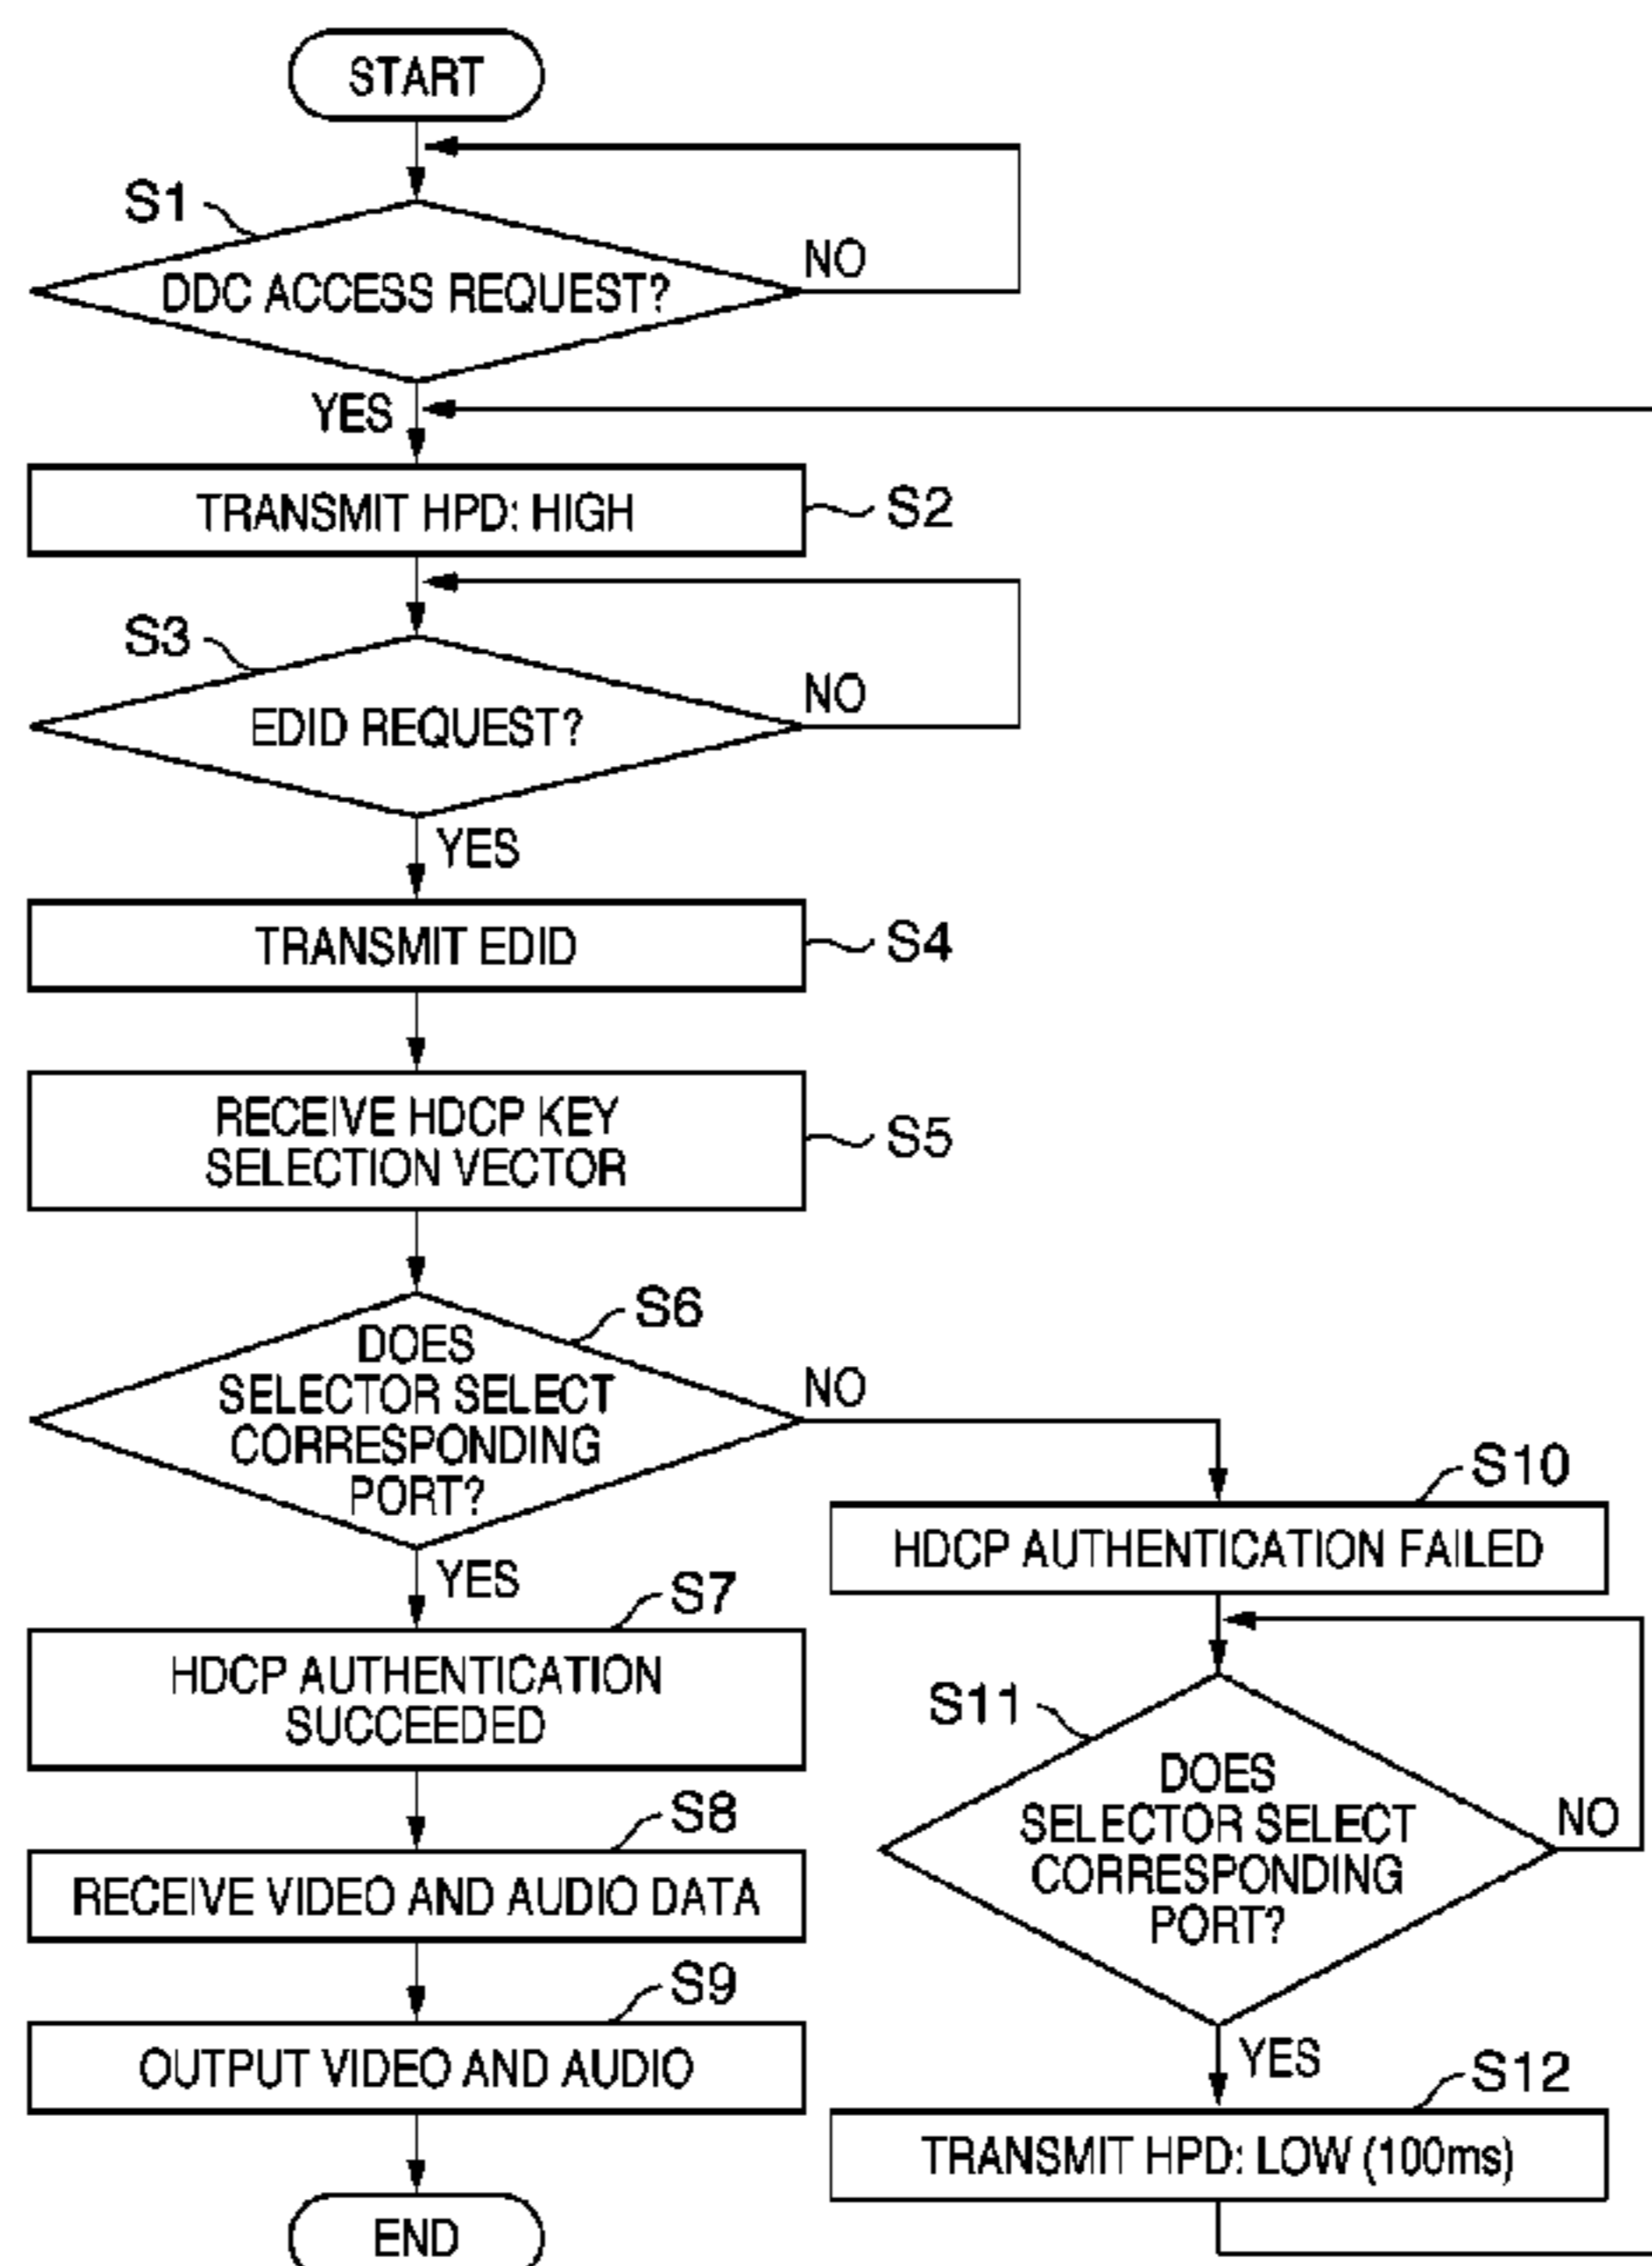 START
S1
DDC ACCESS REQUEST?
NO
YES
TRANSMIT HPD: HIGH
S2
S3
EDID REQUEST?
NO
YES
TRANSMIT EDID
S4
RECEIVE HDCP KEY
SELECTION VECTOR
S5
S6
DOES
SELECTOR SELECT
CORRESPONDING
PORT?
NO
YES
S7
HDCP AUTHENTICATION
SUCCEEDED
S8
RECEIVE VIDEO AND AUDIO DATA
S9
OUTPUT VIDEO AND AUDIO
END
S10
HDCP AUTHENTICATION FAILED
S11
DOES
SELECTOR SELECT
CORRESPONDING
PORT?
NO
YES
S12
TRANSMIT HPD: LOW (100ms)